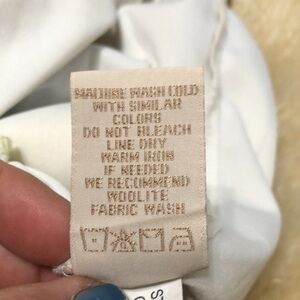 MACHINE WASH COLD
WITH SIMILAR
COLORS
DO NOT BLEACH
LINE DRY
WARM IRON
IF NEEDED
WE RECOMMEND
WOOLITE
FABRIC WASH